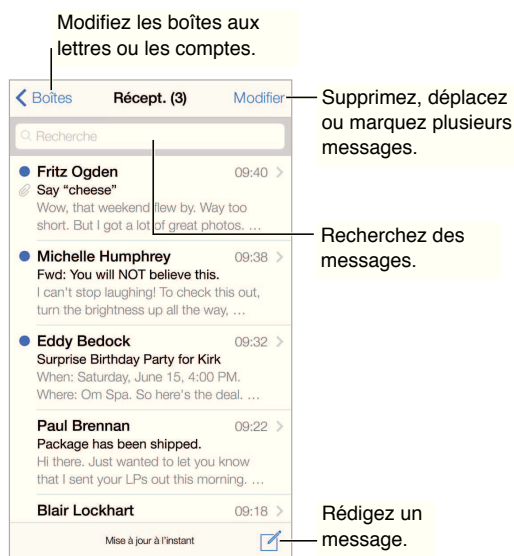 Modifiez les boîtes aux
lettres ou les comptes.
Boîtes
Récept. (3)
Modifier
Supprimez, déplacez
ou marquez plusieurs
messages.
Recherche
Fritz Ogden
09:40
Say “cheese”
Wow, that weekend flew by. Way too
short. But I got a lot of great photos. …
Recherchez des
messages.
Michelle Humphrey
09:38
Fwd: You will NOT believe this.
I can't stop laughing! To check this out,
turn the brightness up all the way, …
Eddy Bedock
09:32
Surprise Birthday Party for Kirk
When: Saturday, June 15, 4:00 PM.
Where: Om Spa. So here's the deal. …
Paul Brennan
09:22
Package has been shipped.
Hi there. Just wanted to let you know
that I sent your LPs out this morning. …
Blair Lockhart
09:18
Mise à jour à l'instant
Rédigez un
message.